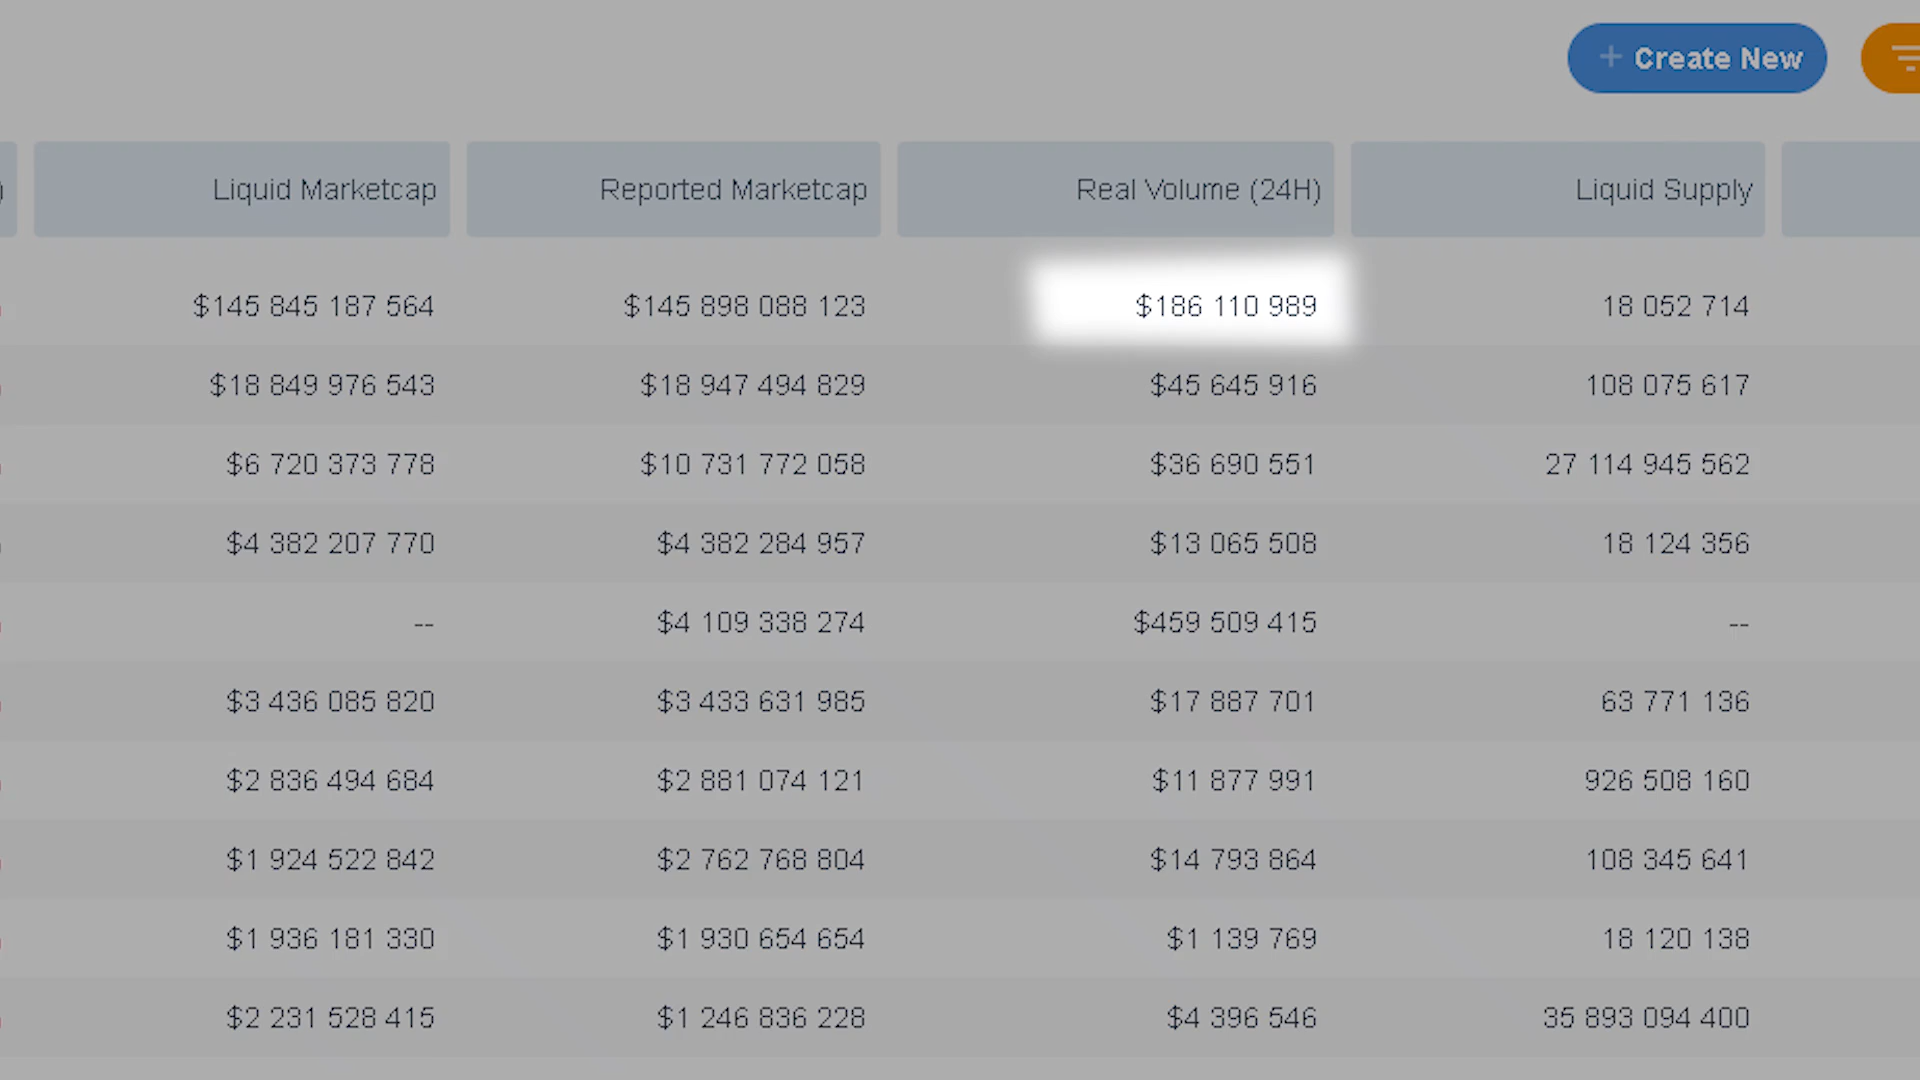 + Create New
) Liquid Marketcap Reported Marketcap Real Volume (24H) Liquid Supply
$145 845 187 564 $145 898 088 123 $186 110 989 18 052 714
$18 849 976 543 $18 947 494 829 $45 645 916 108 075 617
$6 720 373 778 $10 731 772 058 $36 690 551 27 114 945 562
$4 382 207 770 $4 382 284 957 $13 065 508 18 124 356
-- $4 109 338 274 $459 509 415 --
$3 436 085 820 $3 433 631 985 $17 887 701 63 771 136
$2 836 494 684 $2 881 074 121 $11 877 991 926 508 160
$1 924 522 842 $2 762 768 804 $14 793 864 108 345 641
$1 936 181 330 $1 930 654 654 $1 139 769 18 120 138
$2 231 528 415 $1 246 836 228 $4 396 546 35 893 094 400